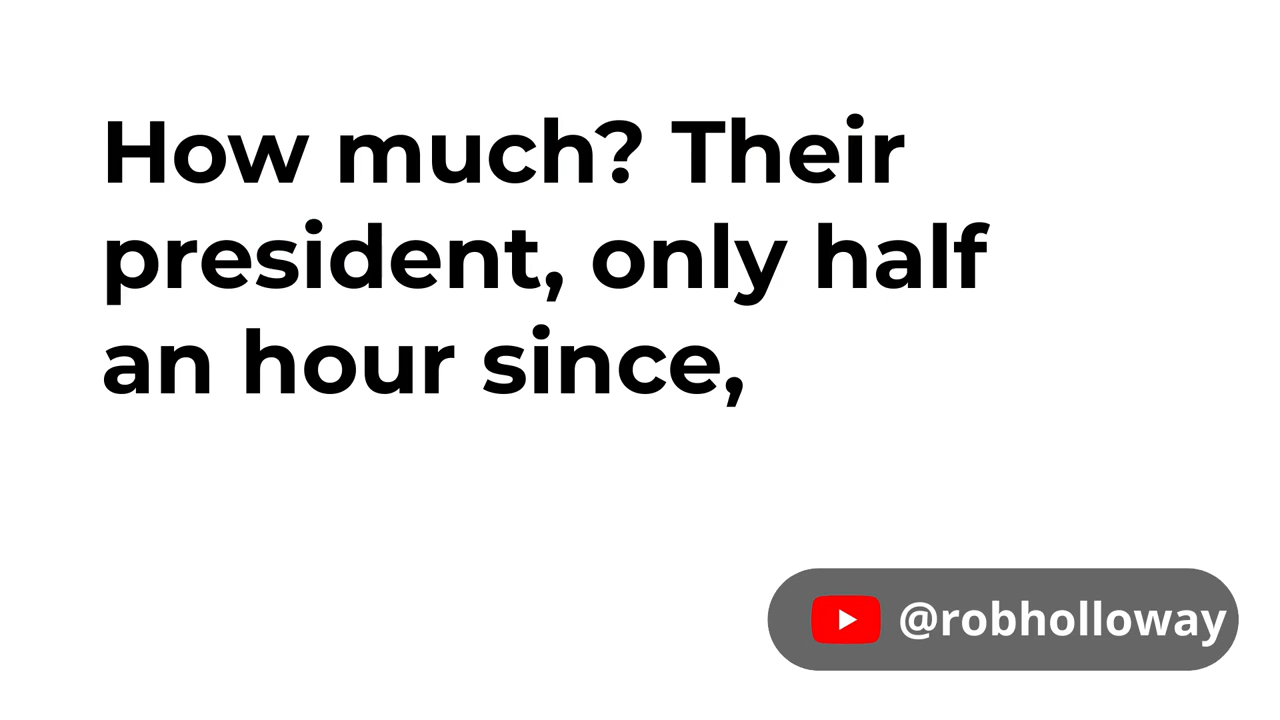 How much? Their
president, only half
an hour since,
@robholloway